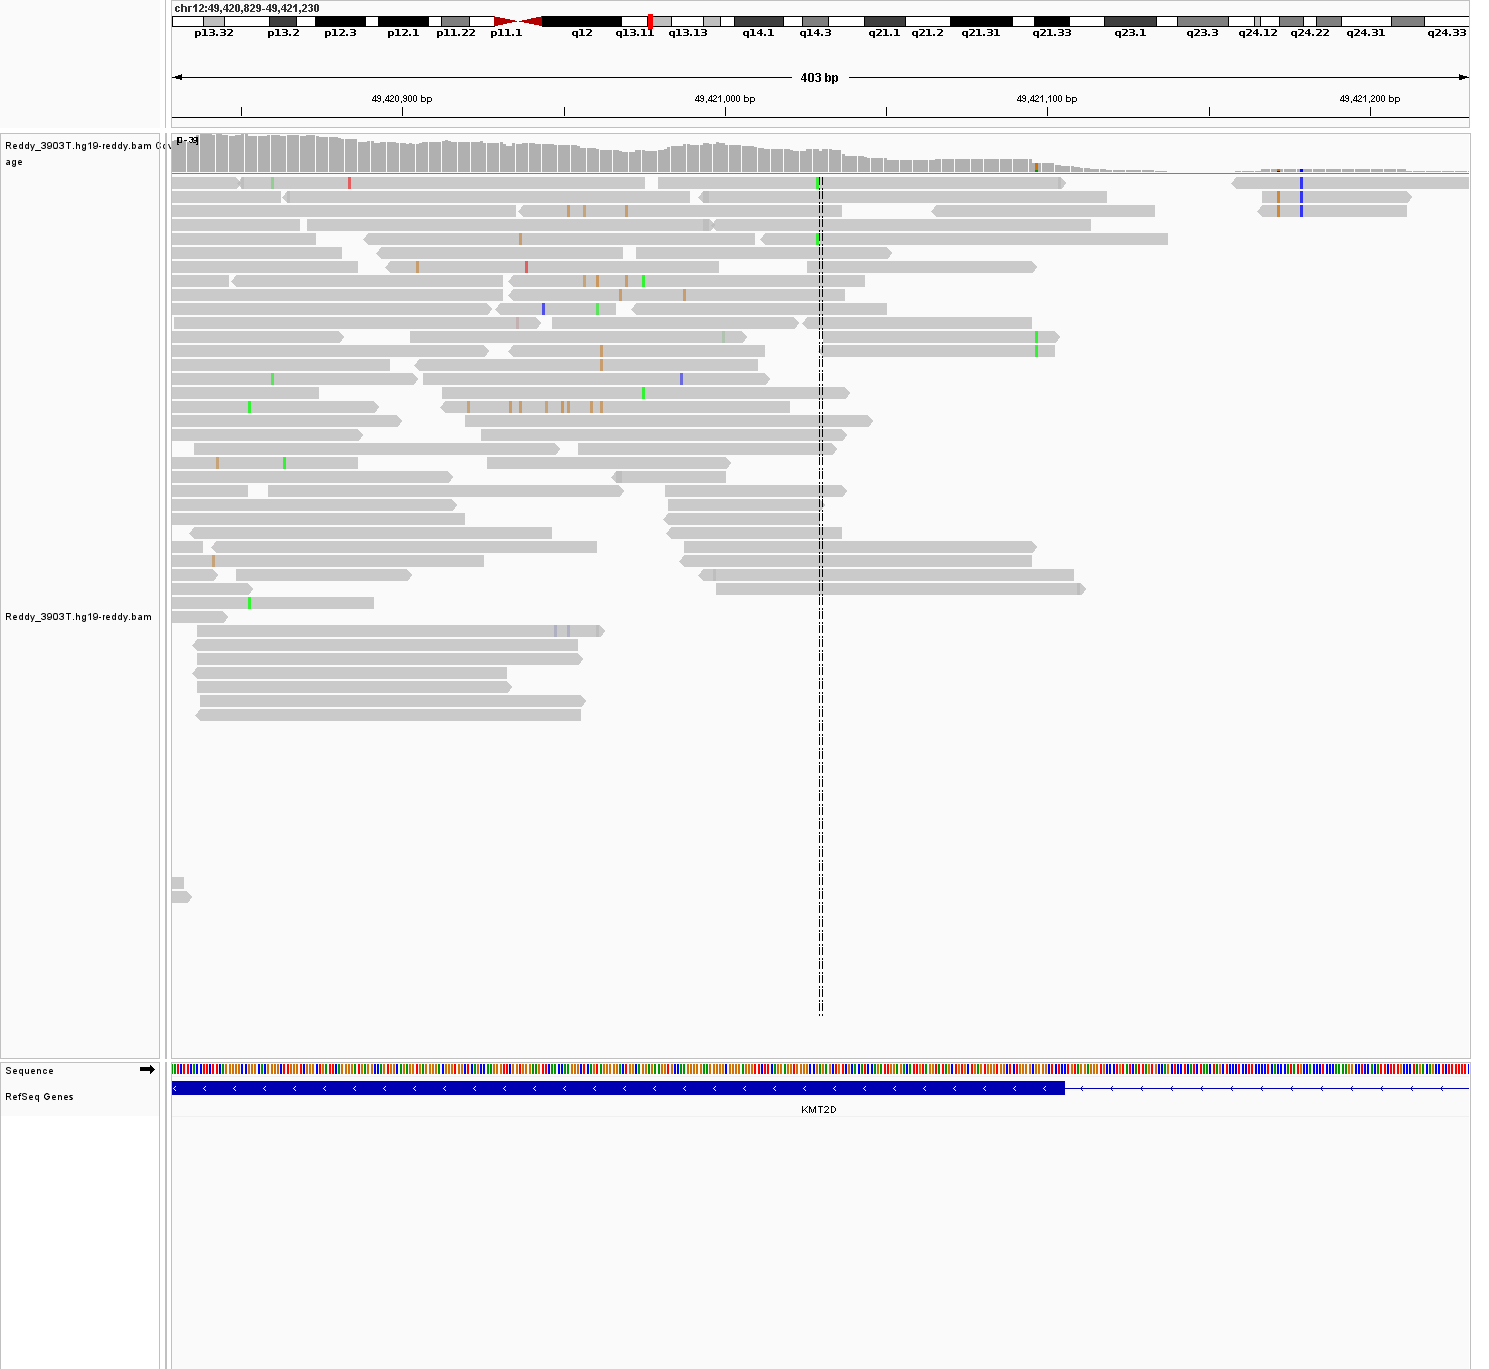 chr12:49,420,829-49,421,230
p13.32 p13.2 p12.3 p12.1 p11.22 p11.1 q12 q13.11 q13.13 q14.1 q14.3 q21.1 q21.2 q21.31 q21.33 q23.1 q23.3 q24.12 q24.22 q24.31 q24.33
403 bp
49,420,900 bp 49,421,000 bp 49,421,100 bp 49,421,200 bp
Reddy_3903T.hg19-reddy.bam Cov
age
Reddy_3903T.hg19-reddy.bam
Sequence
RefSeq Genes
KMT2D